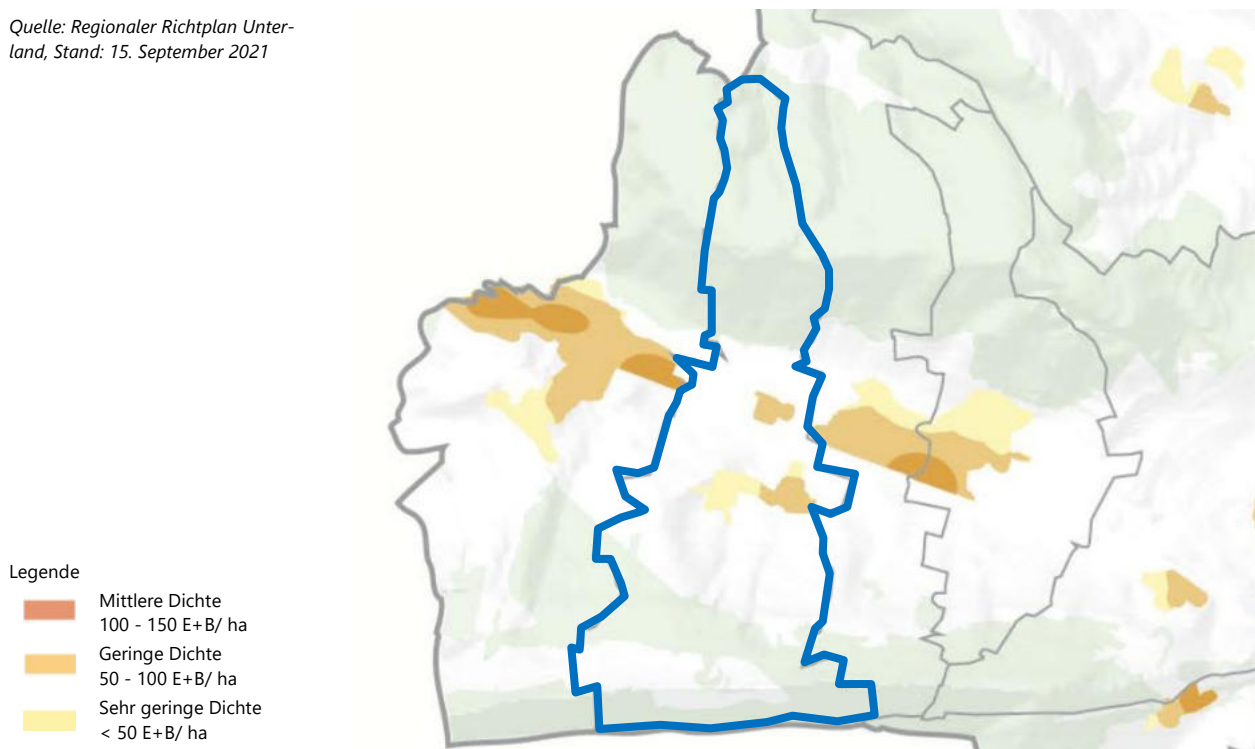 Quelle: Regionaler Richtplan Unter-
land, Stand: 15. September 2021
Legende
Mittlere Dichte
100 - 150 E+B/ ha
Geringe Dichte
50 - 100 E+B/ ha
Sehr geringe Dichte
< 50 E+B/ ha